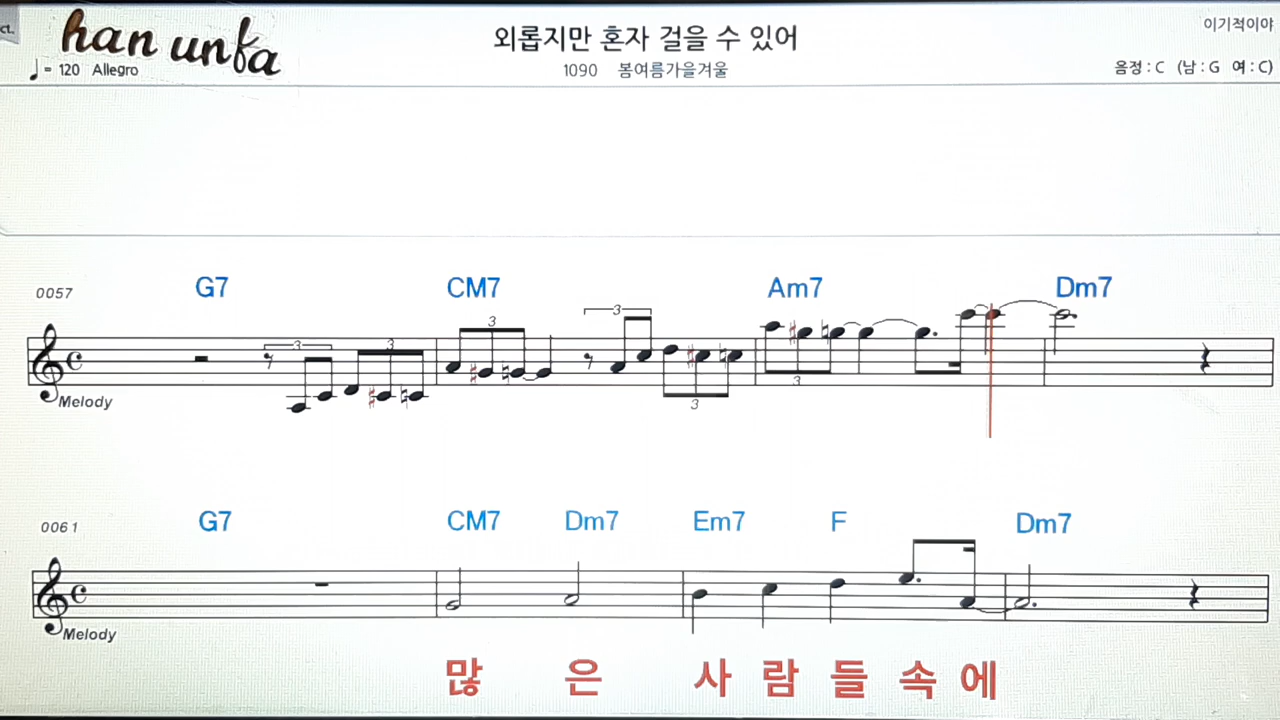 ct.
han unfa
외롭지만 혼자 걸을 수 있어
이기적이야
♩= 120 Allegro
1090 봄여름가을겨울
음정 : C (남 : G 여 : C)
0057 G7 CM7 Am7 Dm7
3 3 3 3 3 3
Melody
0061 G7 CM7 Dm7 Em7 F Dm7
Melody
많 은 사 람 들 속 에